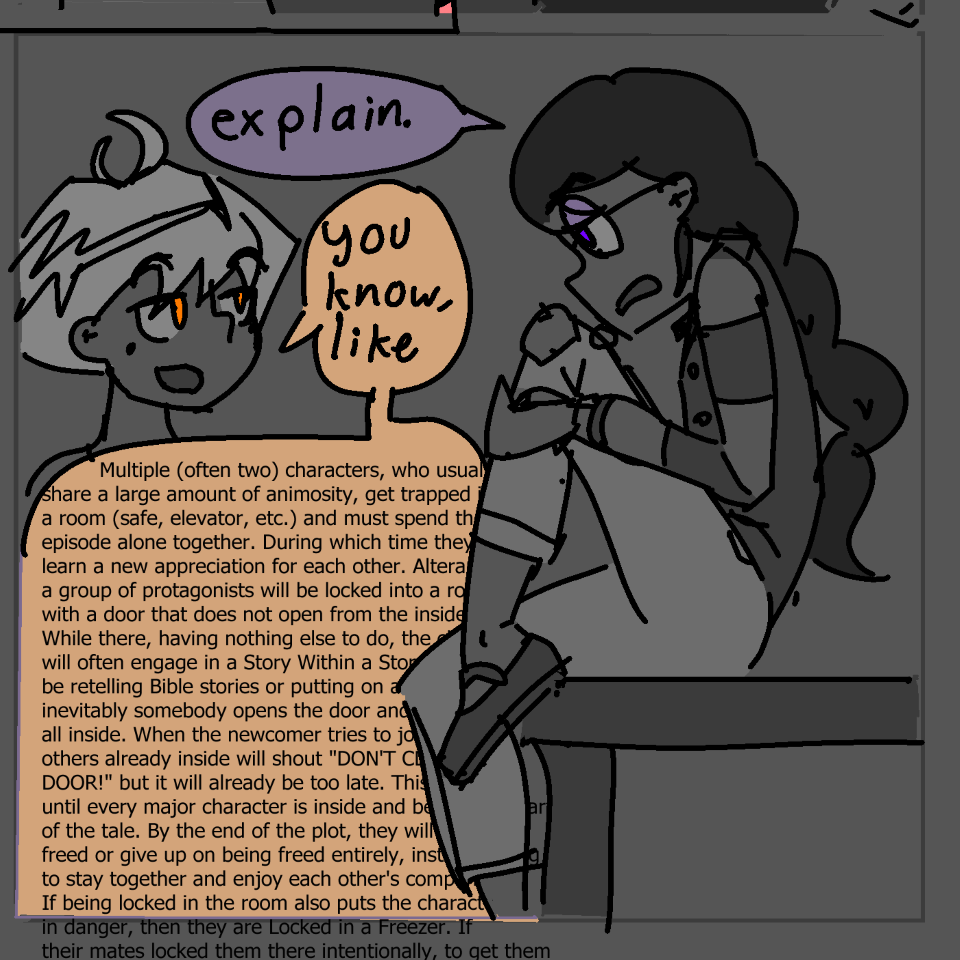 explain.
you
know,
like
Multiple (often two) characters, who usual
share a large amount of animosity, get trapped
a room (safe, elevator, etc.) and must spend th
episode alone together. During which time they
learn a new appreciation for each other. Altera
a group of protagonists will be locked into a ro
with a door that does not open from the inside
While there, having nothing else to do, the
will often engage in a Story Within a Stor
be retelling Bible stories or putting on a
inevitably somebody opens the door and
all inside. When the newcomer tries to jo
others already inside will shout "DON'T CL
DOOR!" but it will already be too late. This
until every major character is inside and be ar
of the tale. By the end of the plot, they will
freed or give up on being freed entirely, inst
to stay together and enjoy each other's comp
If being locked in the room also puts the charact
in danger, then they are Locked in a Freezer. If
their mates locked them there intentionally, to get them